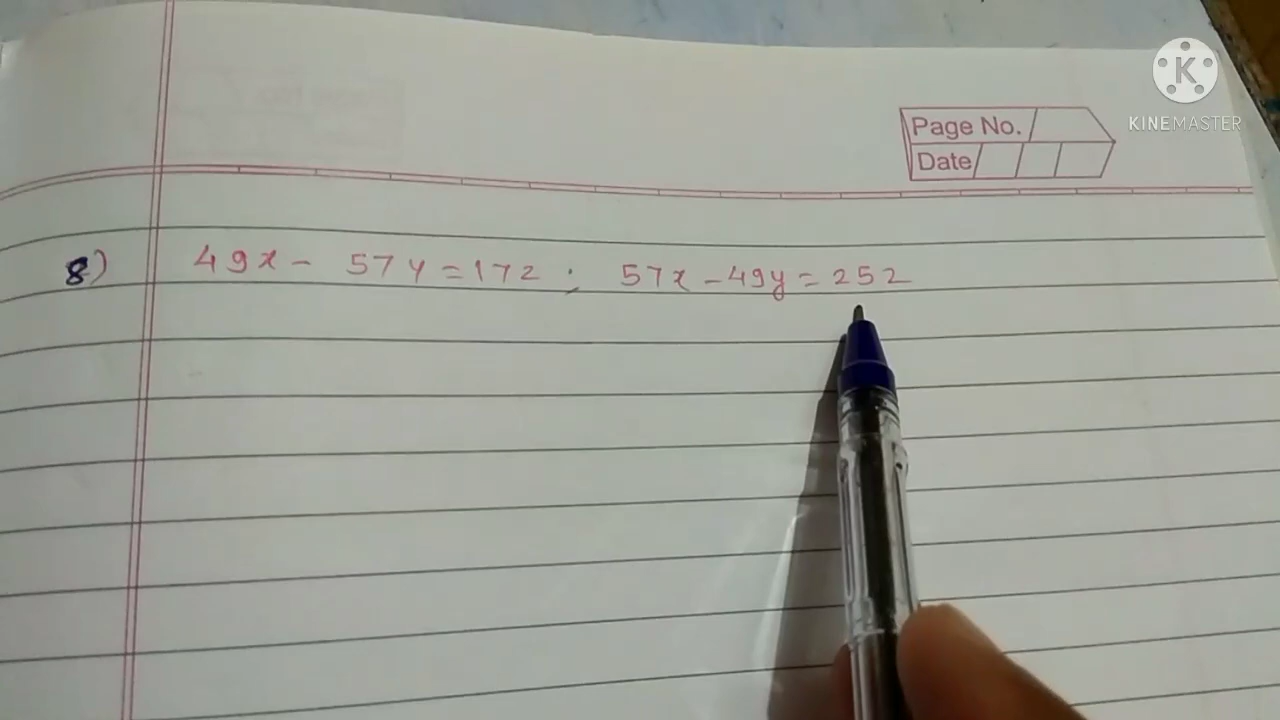 K
KINEMASTER
Page No.
Date
8) 49x - 57y = 172 ; 57x - 49y = 252